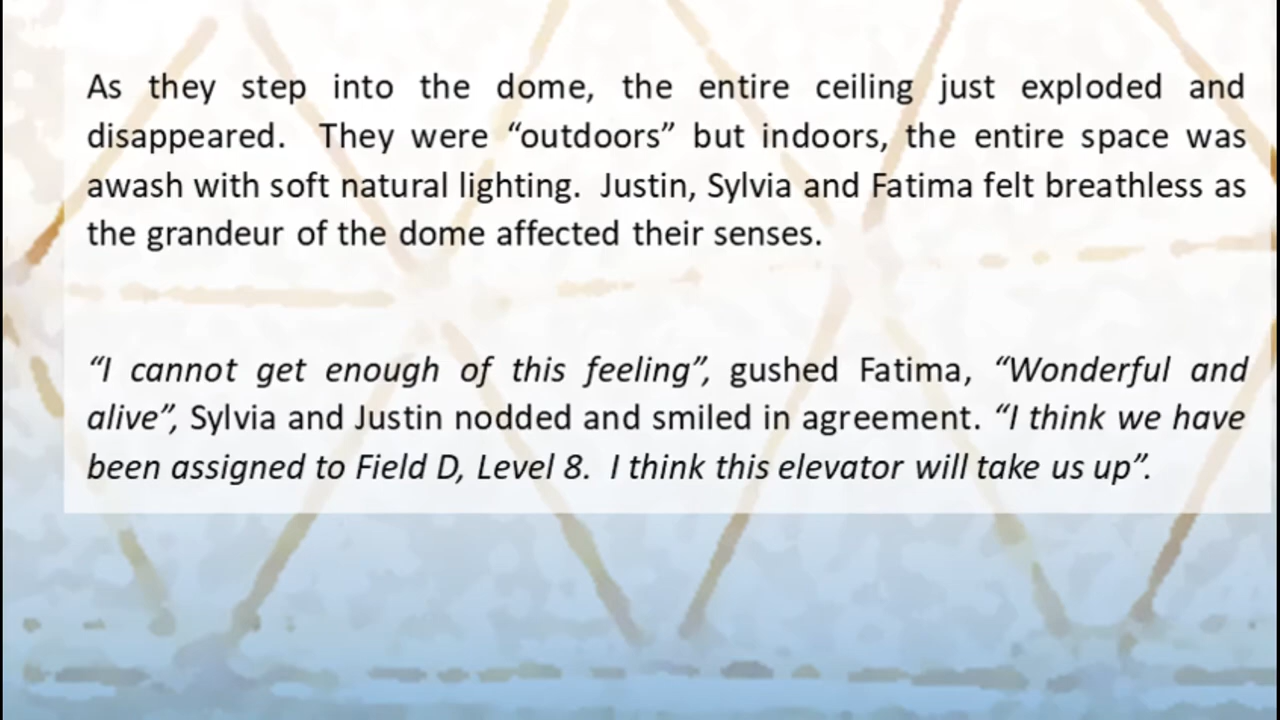 As they step into the dome, the entire ceiling just exploded and
disappeared.  They were “outdoors” but indoors, the entire space was
awash with soft natural lighting.  Justin, Sylvia and Fatima felt breathless as
the grandeur of the dome affected their senses.
“I cannot get enough of this feeling”, gushed Fatima, “Wonderful and
alive”, Sylvia and Justin nodded and smiled in agreement. “I think we have
been assigned to Field D, Level 8.  I think this elevator will take us up”.